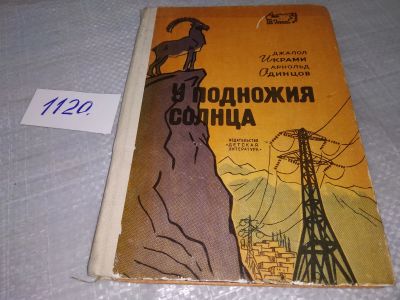 1120.
ДЖАЛОЛ
ИКРАМИ
АРНОЛЬД
ОДИНЦОВ
У ПОДНОЖИЯ
СОЛНЦА
ИЗДАТЕЛЬСТВО
«ДЕТСКАЯ
ЛИТЕРАТУРА»